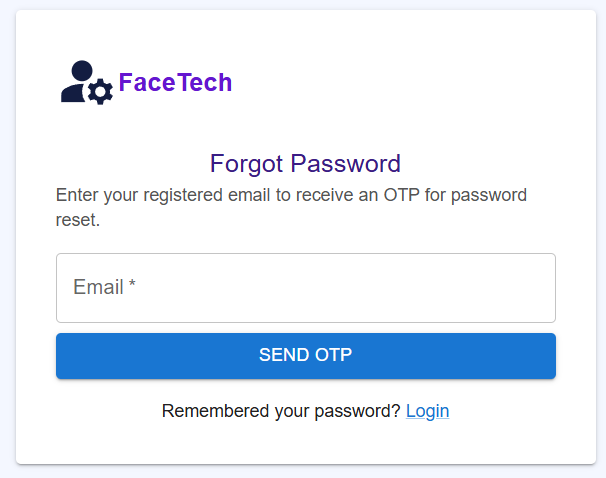 FaceTech
Forgot Password
Enter your registered email to receive an OTP for password
reset.
Email *
SEND OTP
Remembered your password? Login